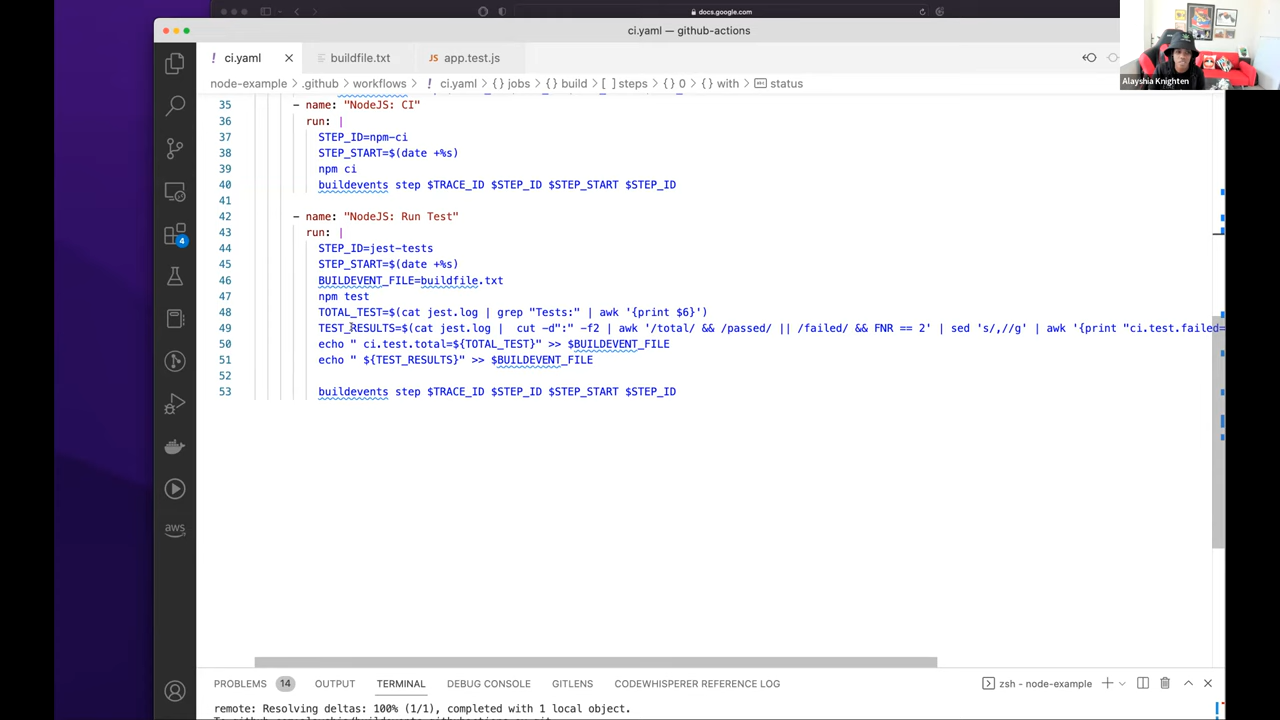 docs.google.com
ci.yaml — github-actions
Alayshia Knighten
ci.yaml
buildfile.txt
JS app.test.js
node-example > .github > workflows > ! ci.yaml > {} jobs > {} build > [ ] steps > {} 0 > {} with > abc status
35 - name: "NodeJS: CI"
36 run: |
37 STEP_ID=npm-ci
38 STEP_START=$(date +%s)
39 npm ci
40 buildevents step $TRACE_ID $STEP_ID $STEP_START $STEP_ID
41
42 - name: "NodeJS: Run Test"
43 run: |
44 STEP_ID=jest-tests
45 STEP_START=$(date +%s)
46 BUILDEVENT_FILE=buildfile.txt
47 npm test
48 TOTAL_TEST=$(cat jest.log | grep "Tests:" | awk '{print $6}')
49 TEST_RESULTS=$(cat jest.log |  cut -d":" -f2 | awk '/total/ && /passed/ || /failed/ && FNR == 2' | sed 's/,//g' | awk '{print "ci.test.failed=
50 echo " ci.test.total=${TOTAL_TEST}" >> $BUILDEVENT_FILE
51 echo " ${TEST_RESULTS}" >> $BUILDEVENT_FILE
52
53 buildevents step $TRACE_ID $STEP_ID $STEP_START $STEP_ID
4
aws
PROBLEMS 14 OUTPUT TERMINAL DEBUG CONSOLE GITLENS CODEWHISPERER REFERENCE LOG
zsh - node-example
remote: Resolving deltas: 100% (1/1), completed with 1 local object.